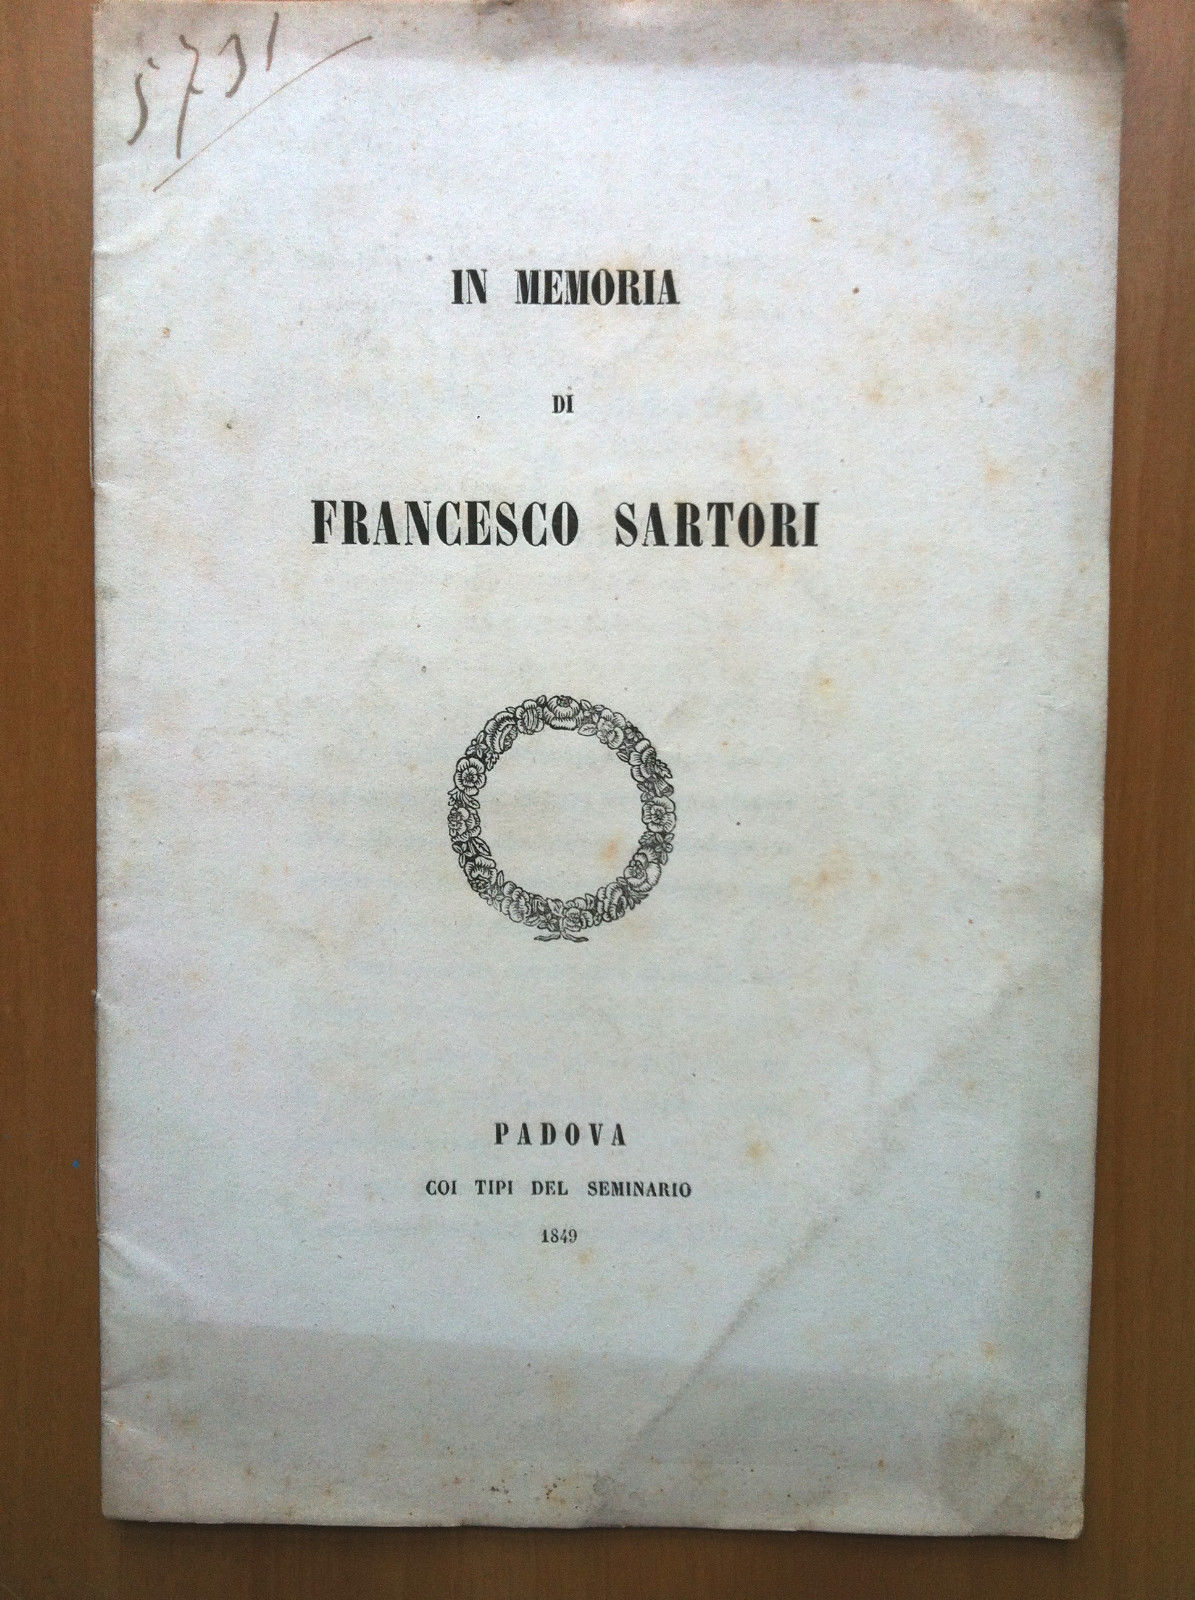 5731
IN MEMORIA
DI
FRANCESCO SARTORI
PADOVA
COI TIPI DEL SEMINARIO
1849